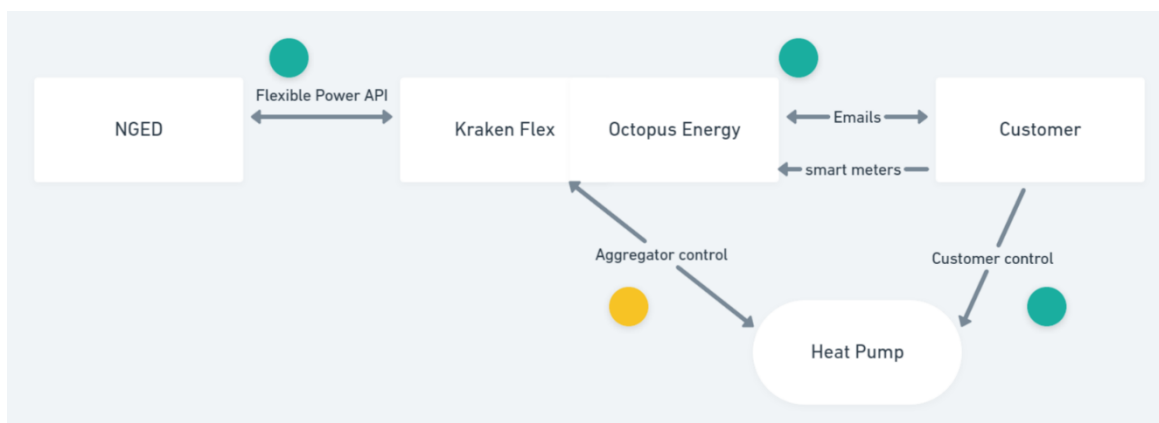 Flexible Power API
NGED
Kraken Flex
Octopus Energy
Emails
Customer
smart meters
Aggregator control
Customer control
Heat Pump